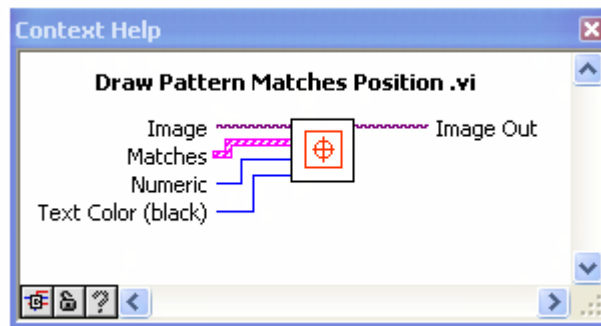 Context Help
Draw Pattern Matches Position .vi
Image
Image Out
Matches
Numeric
Text Color (black)
?